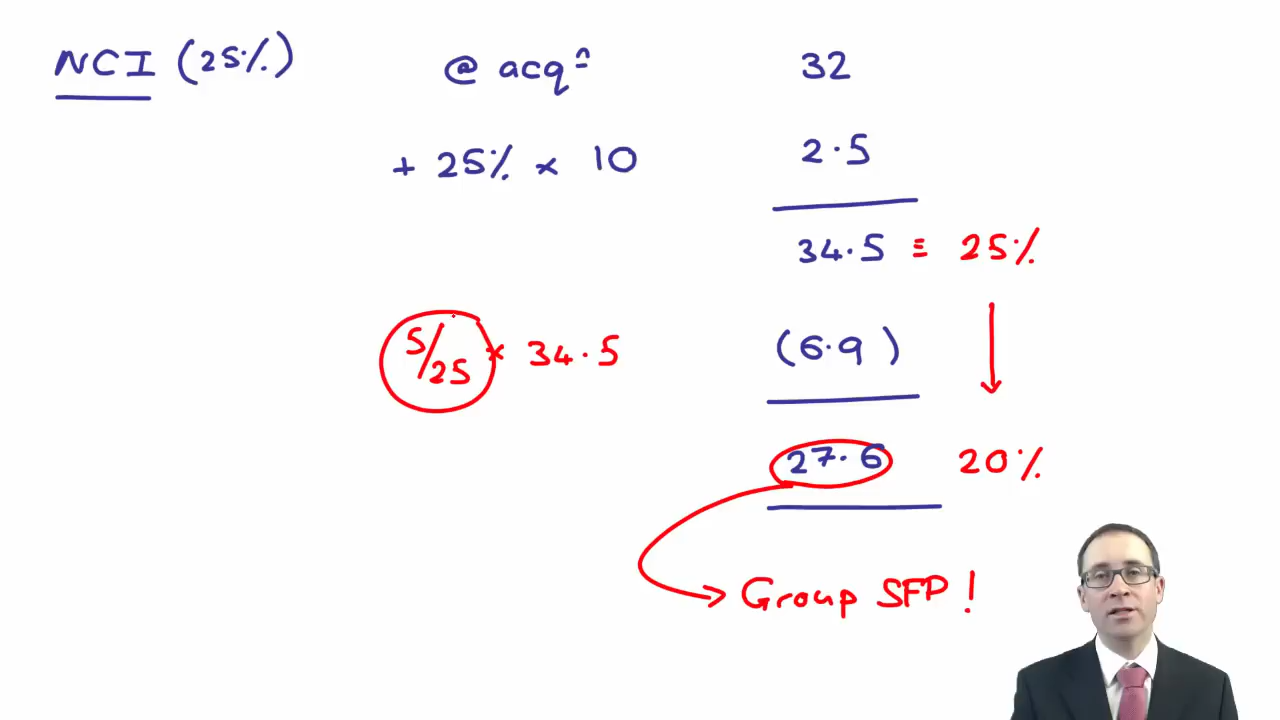 NCI (25%) @ acqⁿ 32
+ 25% × 10 2.5
34.5 ≡ 25%
5/25 × 34.5 (6.9) 
27.6 20%
Group SFP!